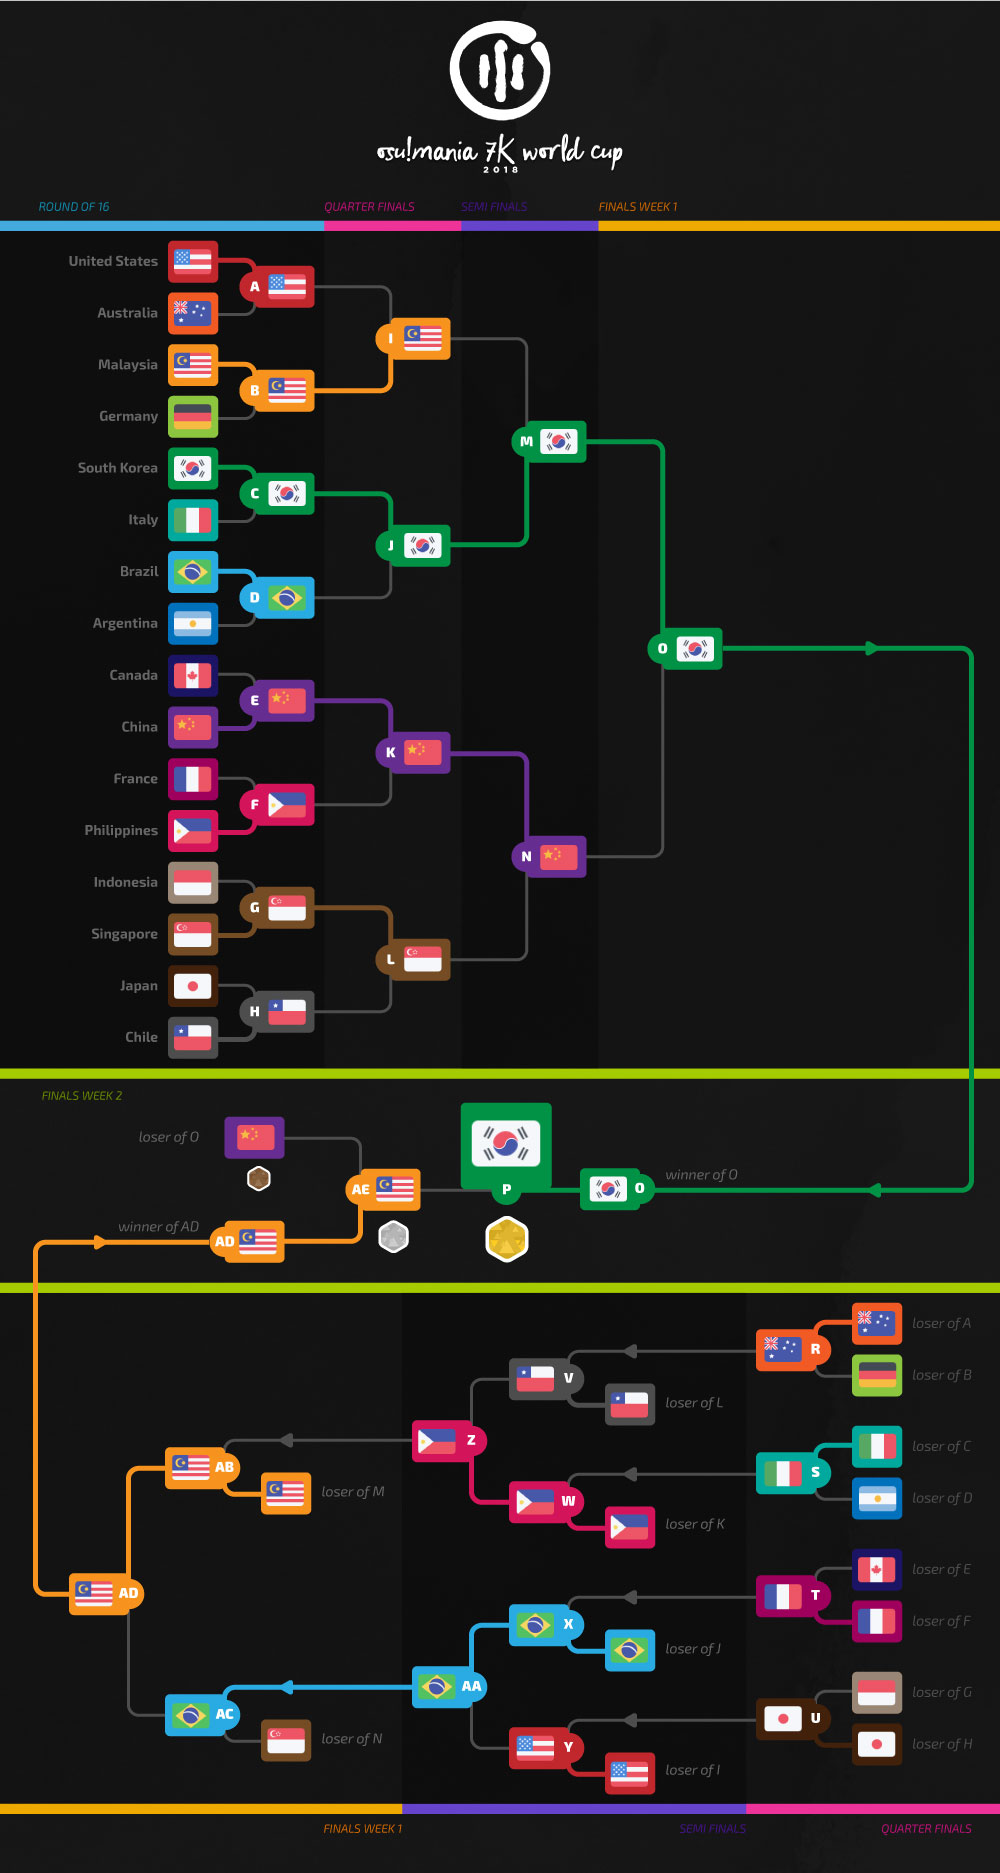 osu!mania 7K world cup
2018
ROUND OF 16 QUARTER FINALS SEMI FINALS FINALS WEEK 1
United States
A
Australia
I
Malaysia
B
Germany
M
South Korea
C
Italy
J
Brazil
D
Argentina
O
Canada
E
China
K
France
F
Philippines
N
Indonesia
G
Singapore
L
Japan
H
Chile
FINALS WEEK 2
loser of O
winner of O
AE P O
winner of AD
AD
loser of A
R
loser of B
V
loser of L
Z
loser of C
AB S
loser of M loser of D
W
loser of K
loser of E
AD T
X loser of F
loser of J
AA loser of G
AC U
loser of N loser of H
Y
loser of I
FINALS WEEK 1 SEMI FINALS QUARTER FINALS